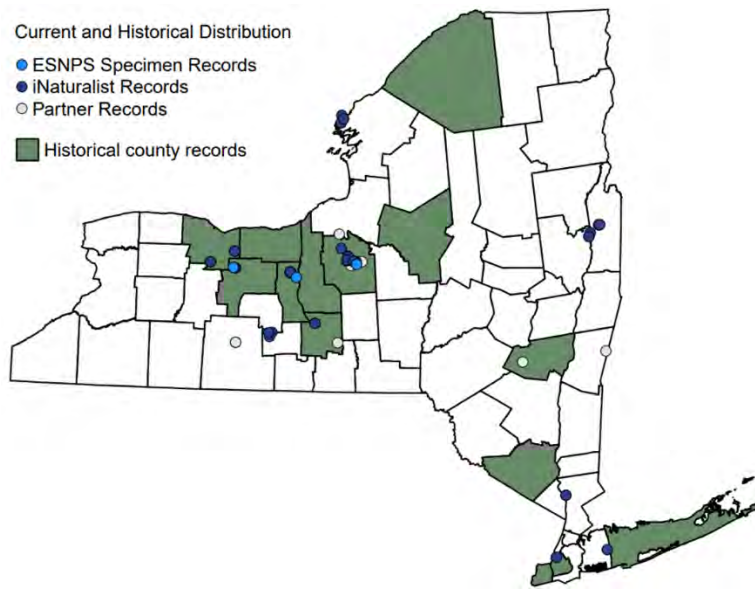 Current and Historical Distribution
ESNPS Specimen Records
iNaturalist Records
Partner Records
Historical county records